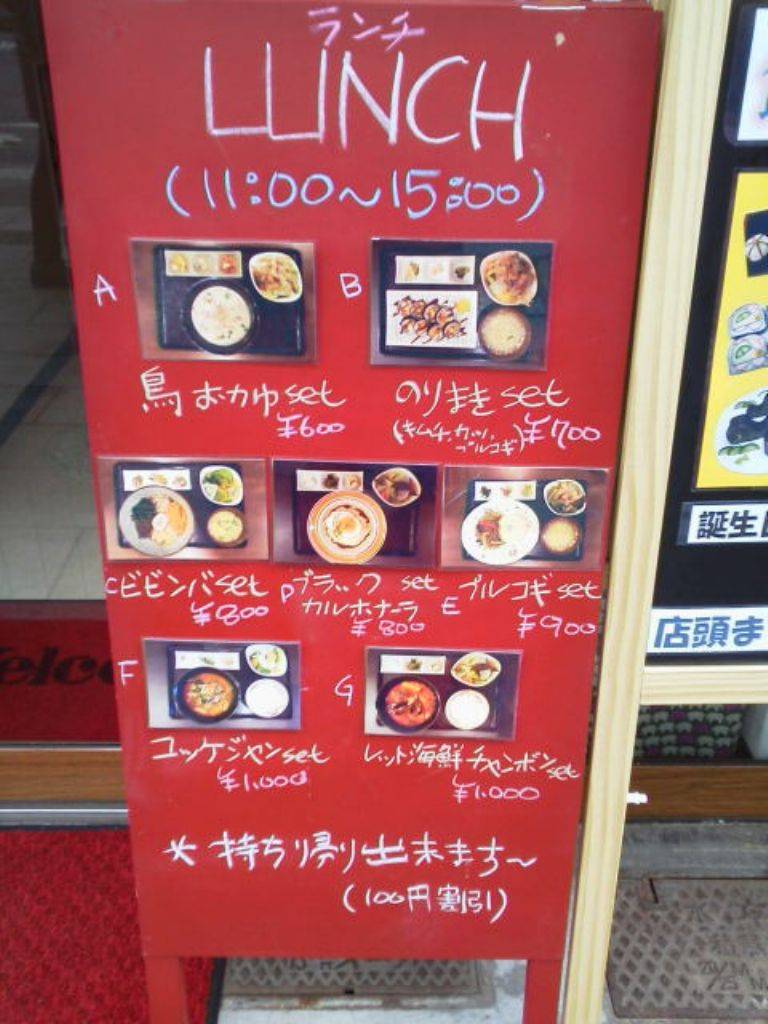 ランチ
LUNCH
(11:00~15:00)
A
B
鳥おかゆset
¥600
のりまきset
(キムチ,カツ,
プルコギ)
¥700
Cビビンバset
¥800
Dブラック set
カルボナーラ
¥800
E プルコギset
¥900
F
G
ユッケジャンset
¥1.000
レッド海鮮チャンポンset
¥1.000
* 持ち帰り出来ます~
(100円割引)
Welco
誕生
店頭ま